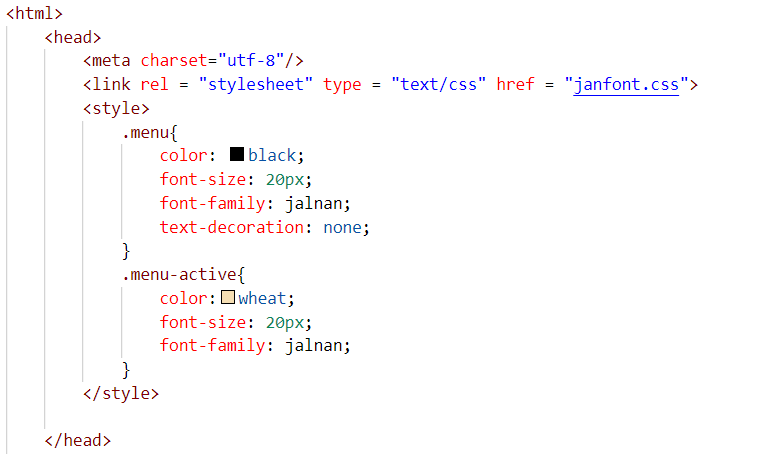 <html>
<head>
<meta charset="utf-8"/>
<link rel = "stylesheet" type = "text/css" href = "janfont.css">
<style>
.menu{
color: black;
font-size: 20px;
font-family: jalnan;
text-decoration: none;
}
.menu-active{
color: wheat;
font-size: 20px;
font-family: jalnan;
}
</style>
</head>